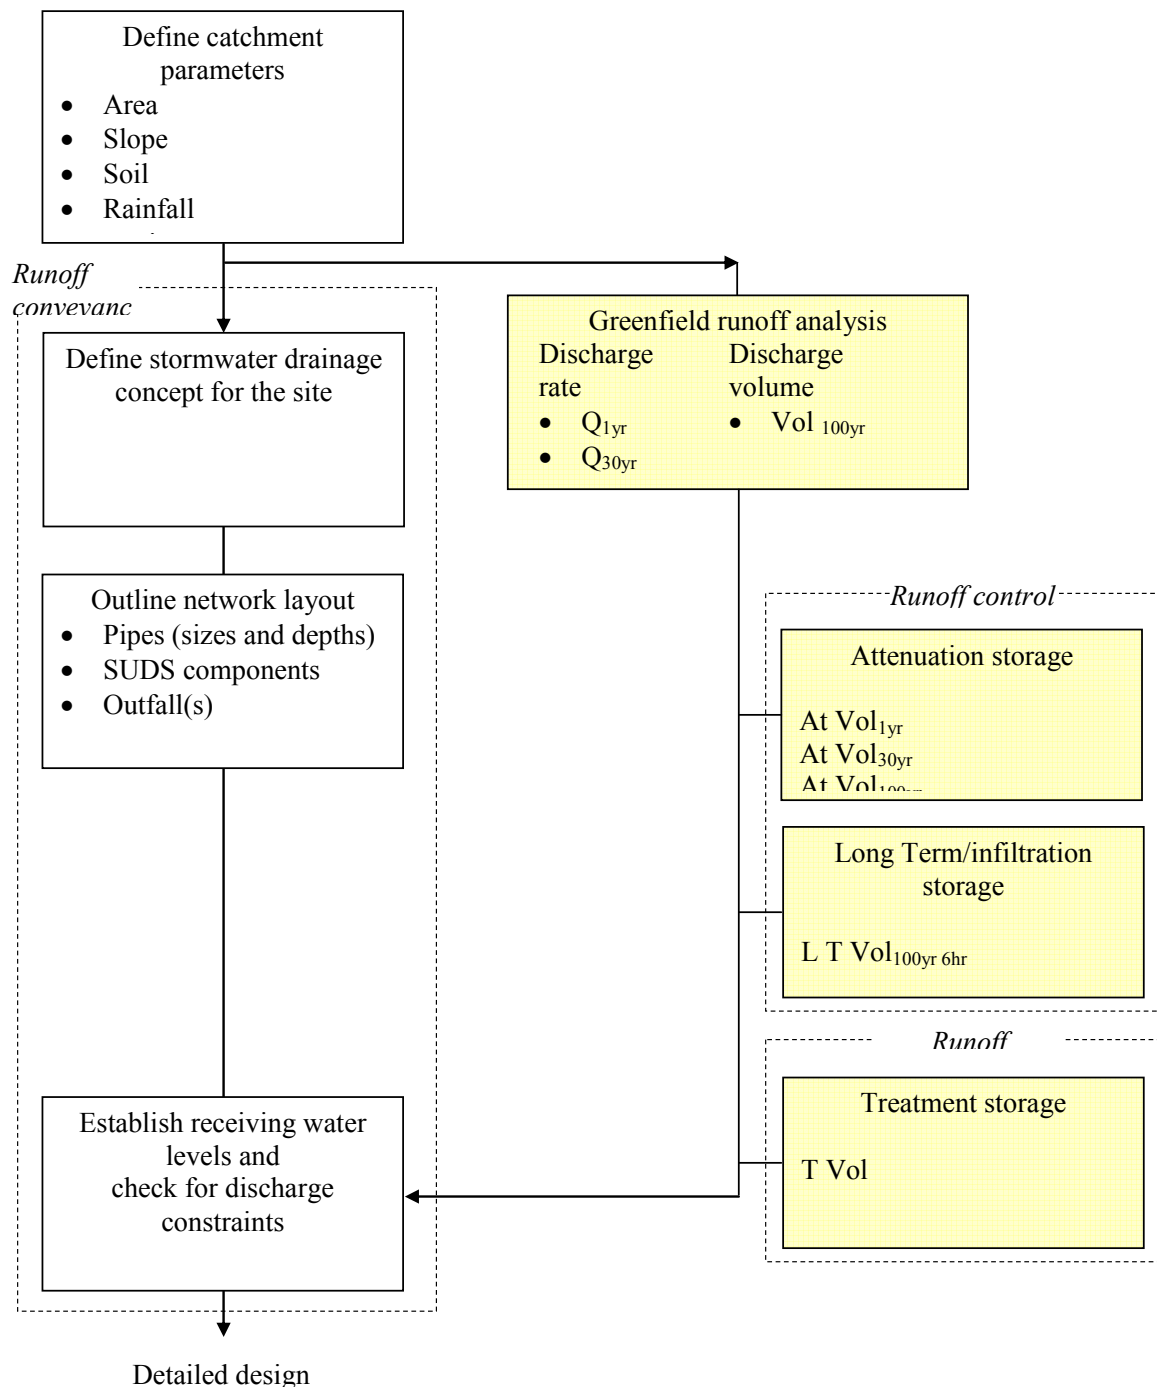 Define catchment
parameters
• Area
• Slope
• Soil
• Rainfall
Runoff
conveyanc
Define stormwater drainage
concept for the site
Greenfield runoff analysis
Discharge
rate
• Q1yr
• Q30yr
Discharge
volume
• Vol 100yr
Outline network layout
• Pipes (sizes and depths)
• SUDS components
• Outfall(s)
Runoff control
Attenuation storage
At Vol1yr
At Vol30yr
At Vol100yr
Long Term/infiltration
storage
L T Vol100yr 6hr
Runoff
Treatment storage
T Vol
Establish receiving water
levels and
check for discharge
constraints
Detailed design